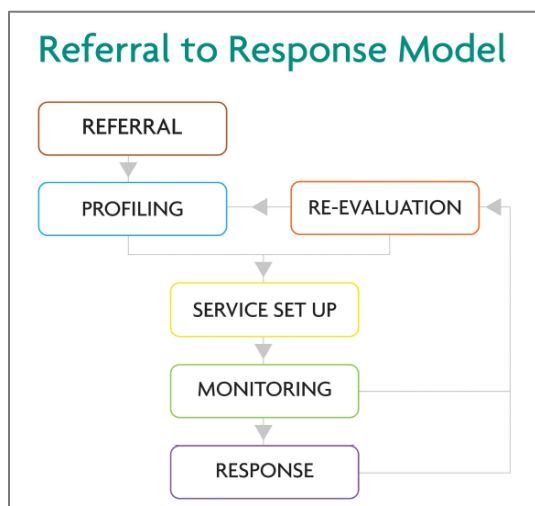 Referral to Response Model
REFERRAL
PROFILING
RE-EVALUATION
SERVICE SET UP
MONITORING
RESPONSE